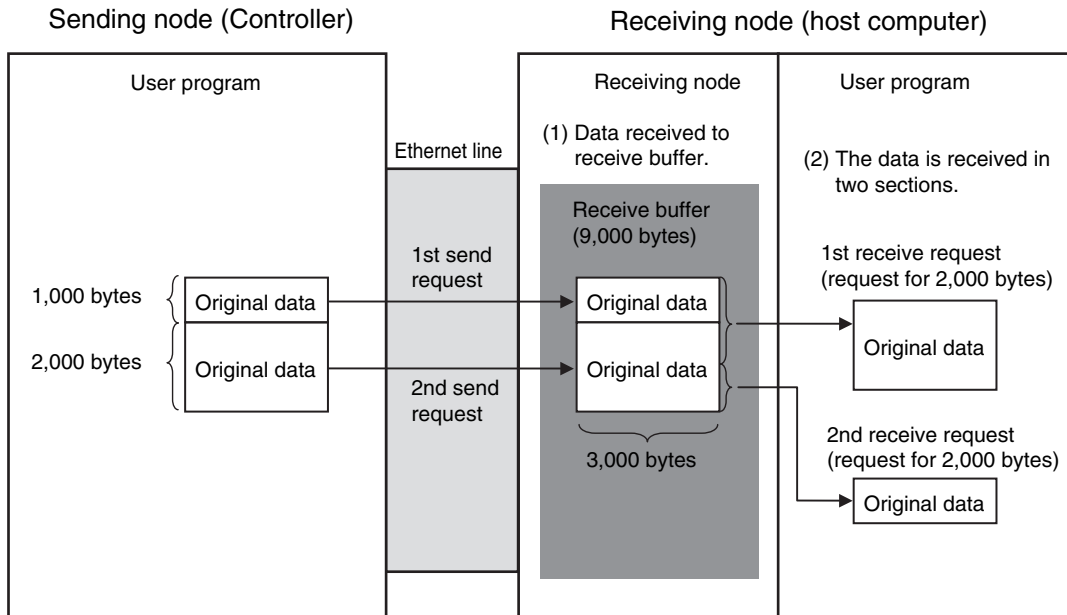 Sending node (Controller)
Receiving node (host computer)
User program
Receiving node
User program
Ethernet line
(1) Data received to
receive buffer.
(2) The data is received in
two sections.
Receive buffer
(9,000 bytes)
1st send
request
1st receive request
(request for 2,000 bytes)
1,000 bytes
Original data
Original data
2,000 bytes
Original data
Original data
Original data
2nd send
request
3,000 bytes
2nd receive request
(request for 2,000 bytes)
Original data